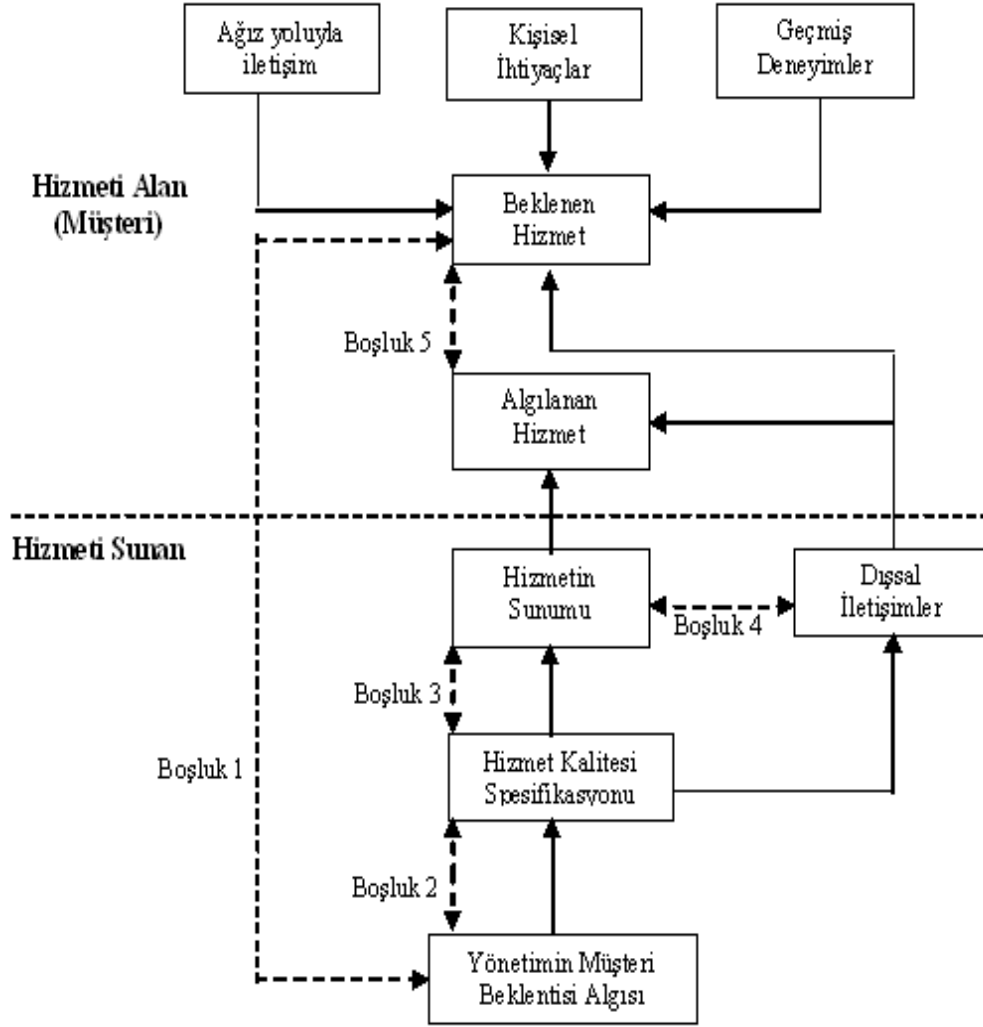 Ağız yoluyla
iletişim
Kişisel
İhtiyaçlar
Geçmiş
Deneyimler
Hizmeti Alan
(Müşteri)
Beklenen
Hizmet
Boşluk 5
Algılanan
Hizmet
Hizmeti Sunan
Hizmetin
Sunumu
Dışsal
İletişimler
Boşluk 4
Boşluk 3
Boşluk 1
Hizmet Kalitesi
Spesifikasyonu
Boşluk 2
Yönetimin Müşteri
Beklentisi Algısı